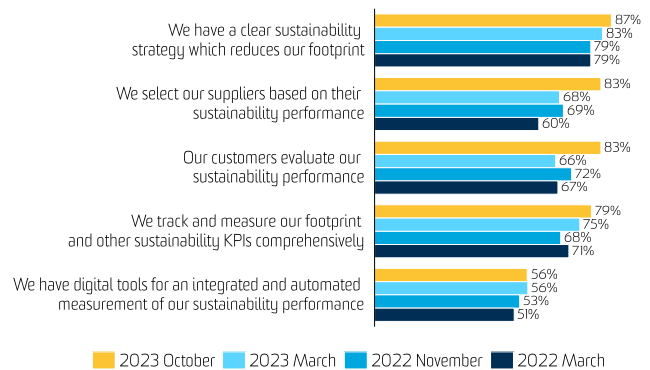 We have a clear sustainability
strategy which reduces our footprint
87%
83%
79%
79%
We select our suppliers based on their
sustainability performance
83%
68%
69%
60%
Our customers evaluate our
sustainability performance
83%
66%
72%
67%
We track and measure our footprint
and other sustainability KPIs comprehensively
79%
75%
68%
71%
We have digital tools for an integrated and automated
measurement of our sustainability performance
56%
56%
53%
51%
2023 October 2023 March 2022 November 2022 March